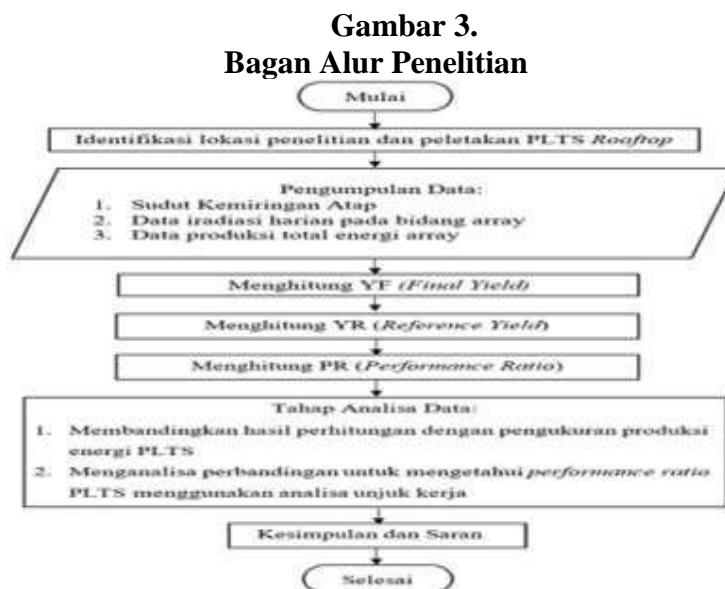 Gambar 3.
Bagan Alur Penelitian
Mulai
Identifikasi lokasi penelitian dan peletakan PLTS Rooftop
Pengumpulan Data:
1. Sudut Kemiringan Atap
2. Data iradiasi harian pada bidang array
3. Data produksi total energi array
Menghitung YF (Final Yield)
Menghitung YR (Reference Yield)
Menghitung PR (Performance Ratio)
Tahap Analisa Data:
1. Membandingkan hasil perhitungan dengan pengukuran produksi
energi PLTS
2. Menganalisa perbandingan untuk mengetahui performance ratio
PLTS menggunakan analisa unjuk kerja
Kesimpulan dan Saran
Selesai